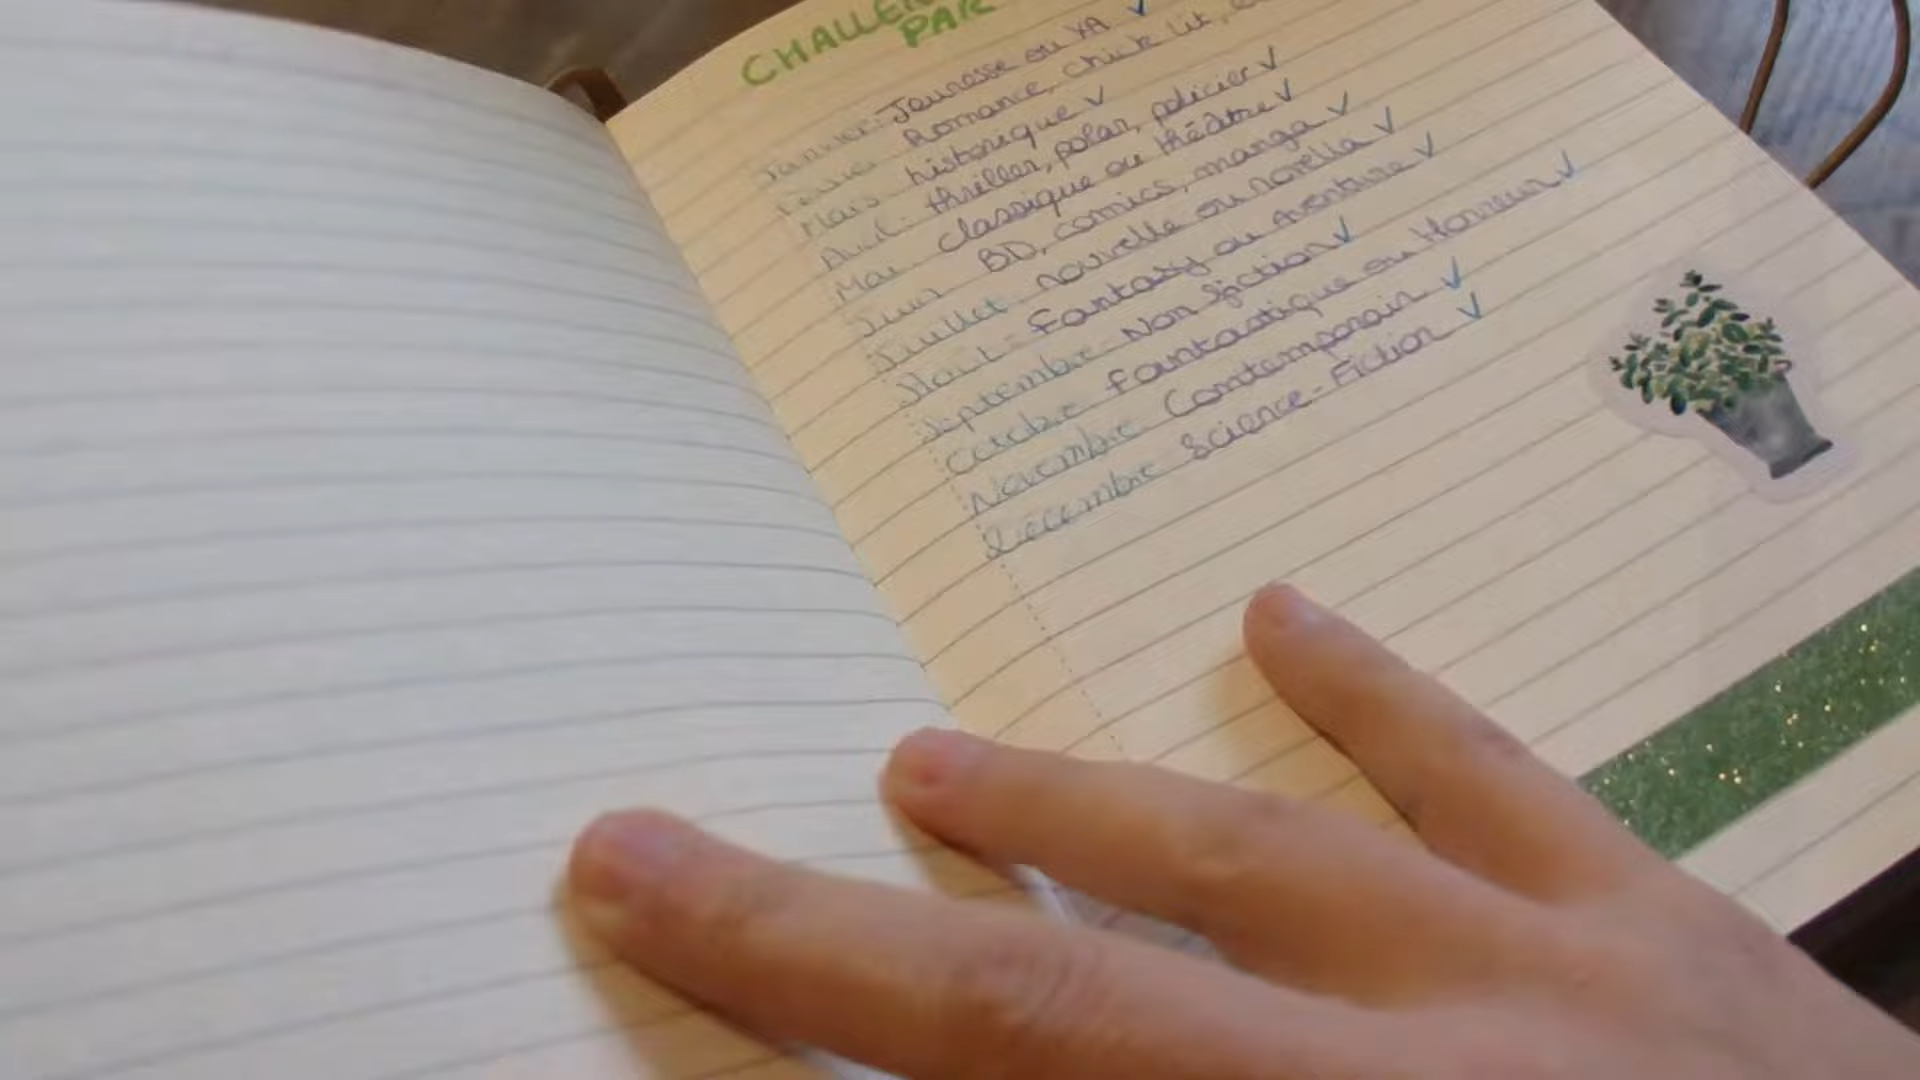 CHALLEN
PAR
Janvier: Jeunesse ou YA ✓
Février Romance, chick lit,
Mars historique ✓
Avril: thriller, polar, policier ✓
Mai classique ou théâtre ✓
Juin BD, comics, manga ✓
Juillet nouvelle ou novella ✓
Août = Fantasy ou Aventure ✓
Septembre - Non fiction ✓
Octobre Fantastique ou Horreur ✓
Novembre Contemporain ✓
Décembre Science-Fiction ✓